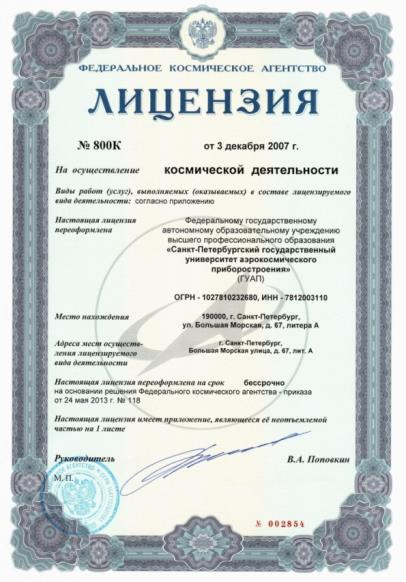 ФЕДЕРАЛЬНОЕ КОСМИЧЕСКОЕ АГЕНТСТВО
ЛИЦЕНЗИЯ
№ 800К от 3 декабря 2007 г.
На осуществление космической деятельности
Виды работ (услуг), выполняемых (оказываемых) в составе лицензируемого
вида деятельности: согласно приложению
Настоящая лицензия
переоформлена
Федеральному государственному
автономному образовательному учреждению
высшего профессионального образования
«Санкт-Петербургский государственный
университет аэрокосмического
приборостроения»
(ГУАП)
ОГРН - 1027810232680, ИНН - 7812003110
Место нахождения
190000, г. Санкт-Петербург,
ул. Большая Морская, д. 67, литера А
Адреса мест осуществ-
ления лицензируемого
вида деятельности
г. Санкт-Петербург,
Большая Морская улица, д. 67, лит. А
Настоящая лицензия переоформлена на срок бессрочно
на основании решения Федерального космического агентства - приказа
от 24 мая 2013 г. № 118
Настоящая лицензия имеет приложение, являющееся её неотъемлемой
частью на 1 листе
Руководитель В.А. Поповкин
М.П.
№ 002854